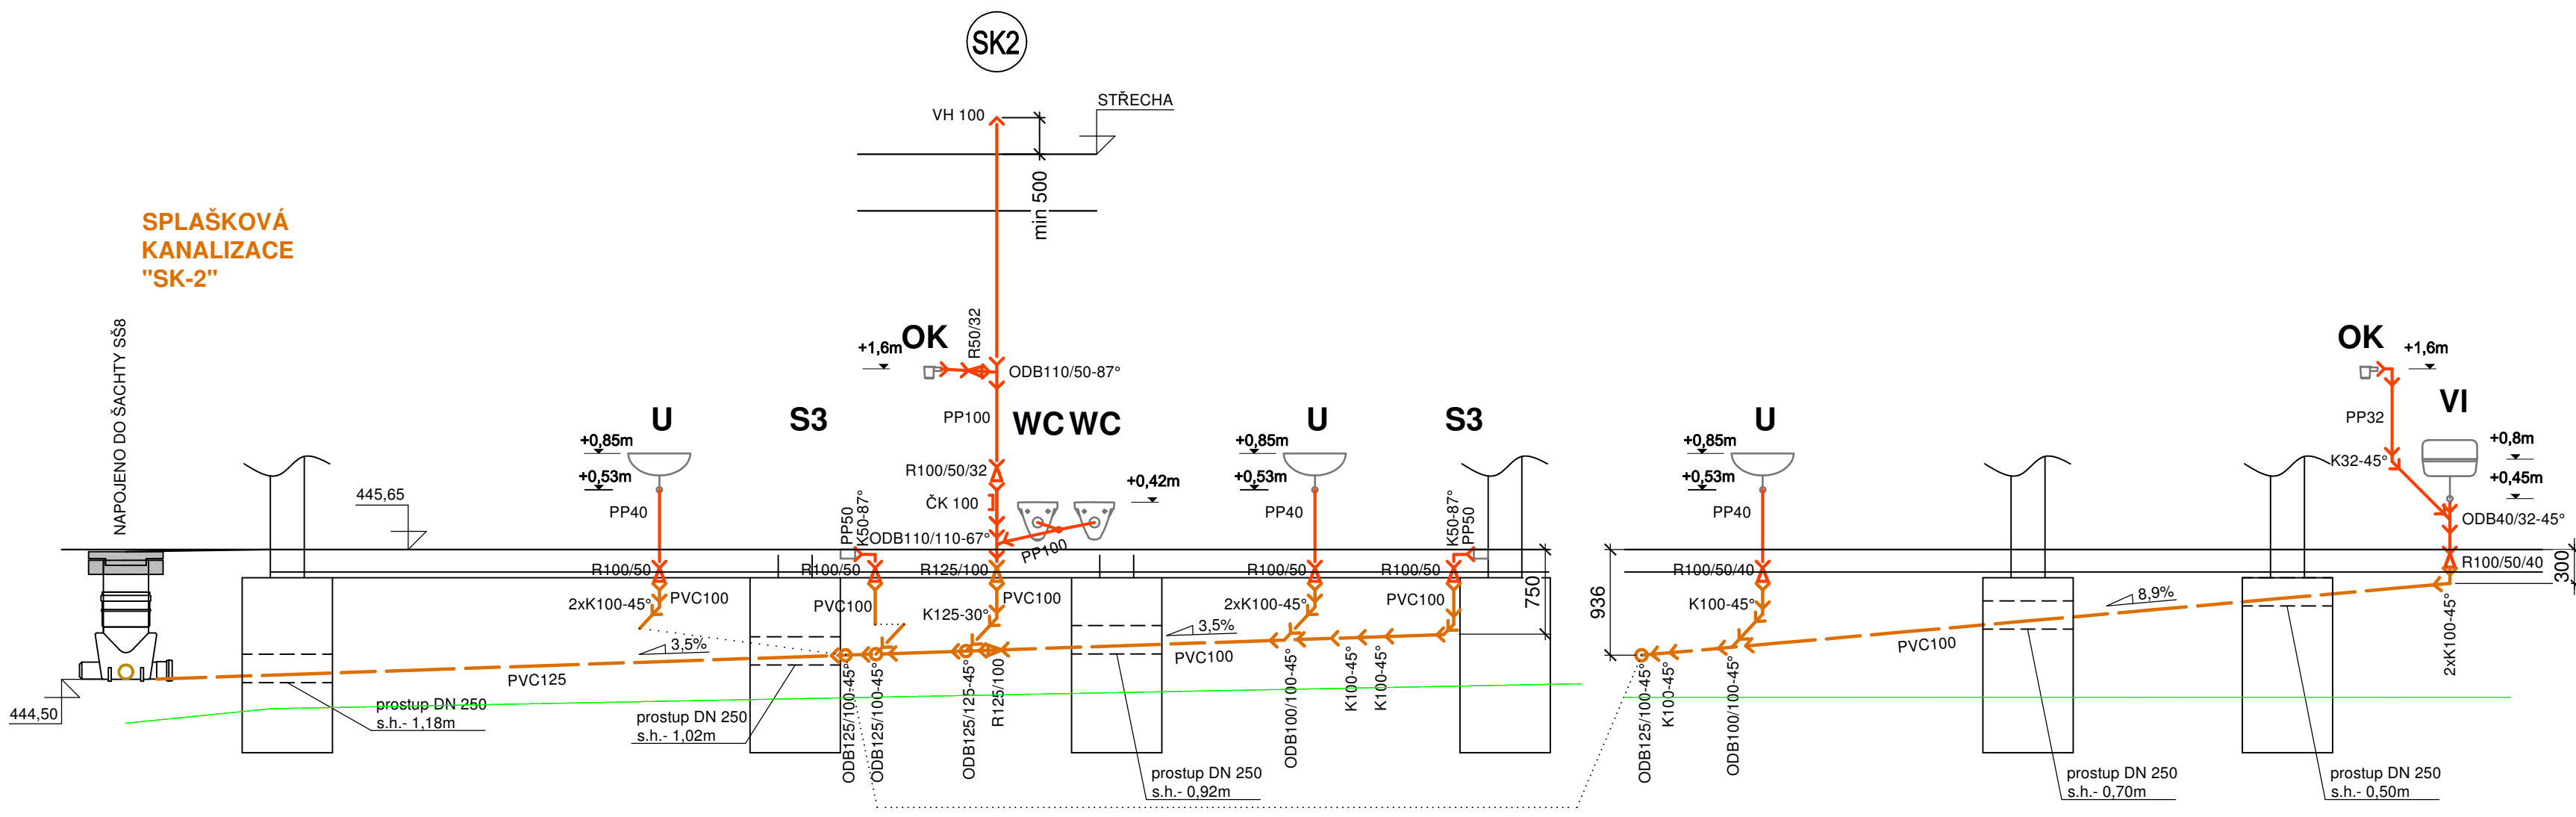 SK2
VH 100
STŘECHA
min 500
SPLAŠKOVÁ
KANALIZACE
"SK-2"
NAPOJENO DO ŠACHTY SŠ8
445,65
444,50
OK
+1,6m
R50/32
ODB110/50-87°
PP100
WC WC
R100/50/32
ČK 100
+0,42m
ODB110/110-67°
PP100
R125/100
PVC100
K125-30°
U
+0,85m
+0,53m
PP40
R100/50
2xK100-45°
PVC100
3,5%
PVC125
S3
PP50
K50-87°
R100/50
PVC100
prostup DN 250
s.h.- 1,18m
prostup DN 250
s.h.- 1,02m
ODB125/100-45°
ODB125/100-45°
ODB125/125-45°
R125/100
U
+0,85m
+0,53m
PP40
R100/50
2xK100-45°
3,5%
PVC100
S3
K50-87°
PP50
R100/50
PVC100
750
prostup DN 250
s.h.- 0,92m
ODB100/100-45°
K100-45°
K100-45°
936
U
+0,85m
+0,53m
PP40
R100/50/40
K100-45°
ODB125/100-45°
K100-45°
ODB100/100-45°
PVC100
8,9%
OK
+1,6m
PP32
K32-45°
VI
+0,8m
+0,45m
ODB40/32-45°
R100/50/40
300
2xK100-45°
prostup DN 250
s.h.- 0,70m
prostup DN 250
s.h.- 0,50m